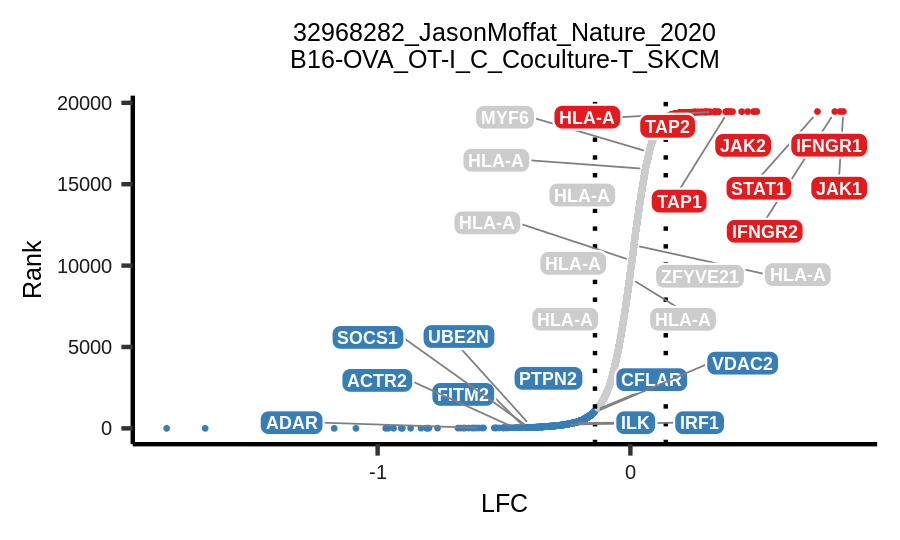 32968282_JasonMoffat_Nature_2020
B16-OVA_OT-I_C_Coculture-T_SKCM
Rank
20000
15000
10000
5000
0
MYF6
HLA-A
TAP2
JAK2
IFNGR1
HLA-A
HLA-A
TAP1
STAT1
JAK1
HLA-A
IFNGR2
HLA-A
ZFYVE21
HLA-A
HLA-A
HLA-A
SOCS1
UBE2N
VDAC2
ACTR2
FITM2
PTPN2
CFLAR
ADAR
ILK
IRF1
-1
0
LFC